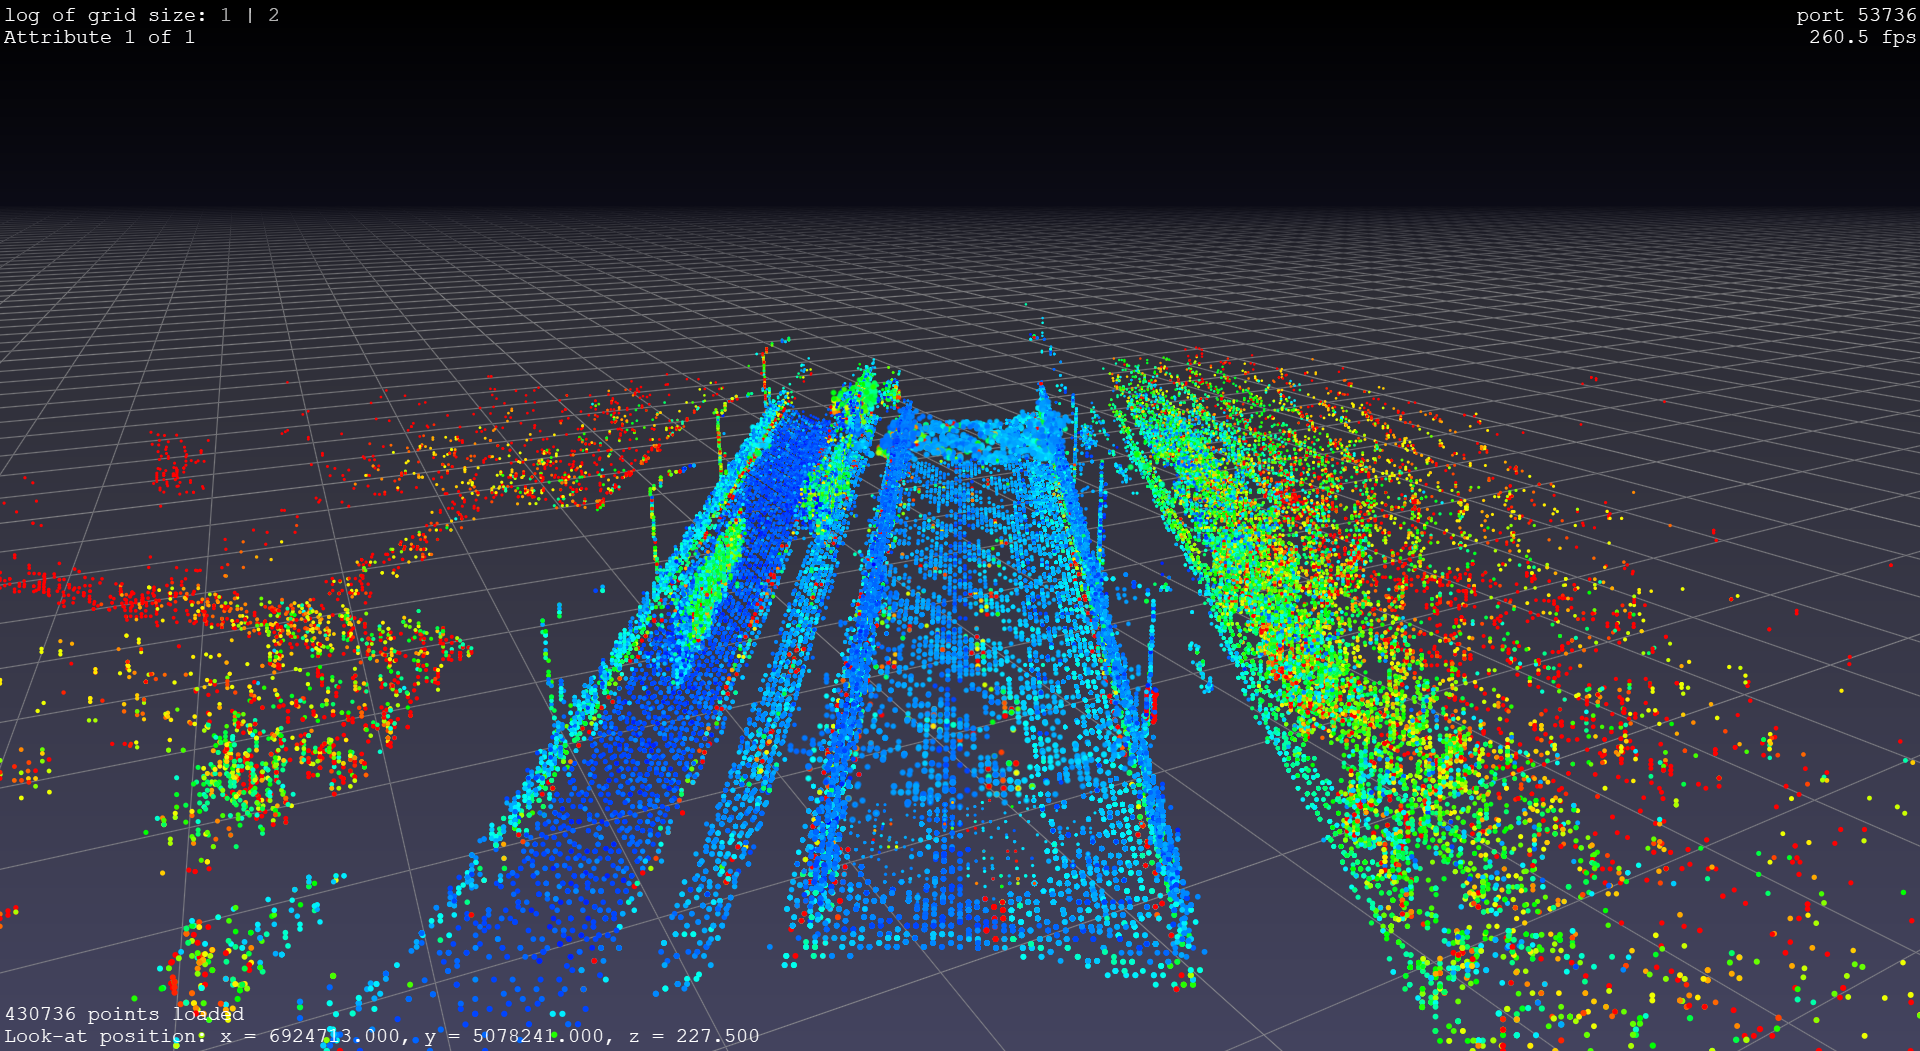 log of grid size: 1 | 2
Attribute 1 of 1
port 53736
260.5 fps
430736 points loaded
Look-at position: x = 6924713.000, y = 5078241.000, z = 227.500